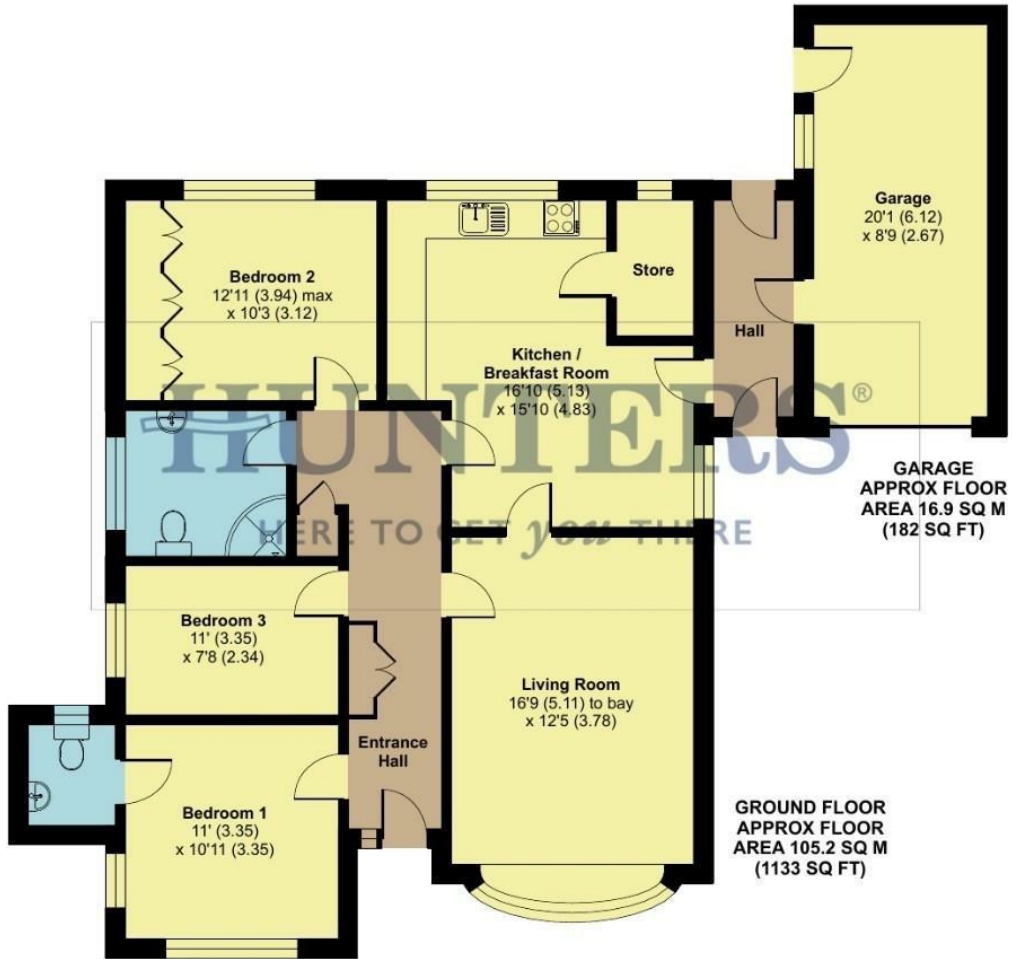 Garage
20'1 (6.12)
x 8'9 (2.67)
Bedroom 2
12'11 (3.94) max
x 10'3 (3.12)
Store
Hall
Kitchen /
Breakfast Room
16'10 (5.13)
x 15'10 (4.83)
HUNTERS®
HERE TO GET you THERE
GARAGE
APPROX FLOOR
AREA 16.9 SQ M
(182 SQ FT)
Bedroom 3
11' (3.35)
x 7'8 (2.34)
Living Room
16'9 (5.11) to bay
x 12'5 (3.78)
Entrance
Hall
Bedroom 1
11' (3.35)
x 10'11 (3.35)
GROUND FLOOR
APPROX FLOOR
AREA 105.2 SQ M
(1133 SQ FT)